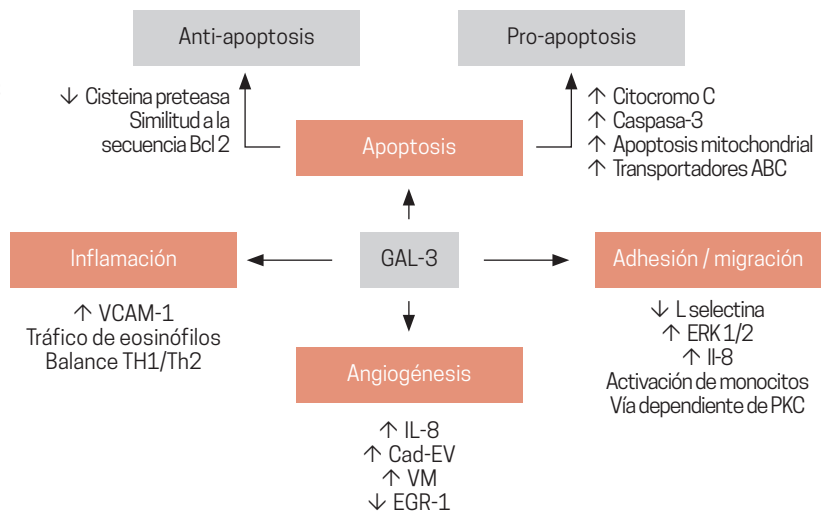 Anti-apoptosis
Pro-apoptosis
↓ Cisteina preteasa
Similitud a la
secuencia Bcl 2
Apoptosis
↑ Citocromo C
↑ Caspasa-3
↑ Apoptosis mitochondrial
↑ Transportadores ABC
Inflamación
GAL-3
Adhesión / migración
↑ VCAM-1
Tráfico de eosinófilos
Balance TH1/Th2
Angiogénesis
↓ L selectina
↑ ERK 1/2
↑ Il-8
Activación de monocitos
Vía dependiente de PKC
↑ IL-8
↑ Cad-EV
↑ VM
↓ EGR-1